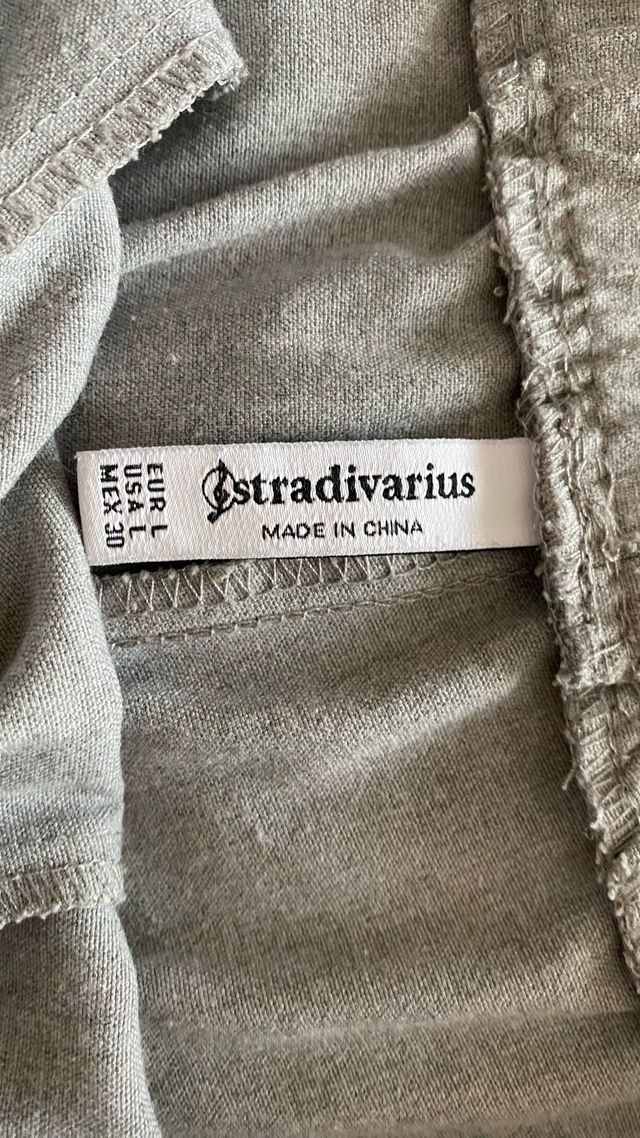 stradivarius
MADE IN CHINA
EUR L
USA L
MEX 30